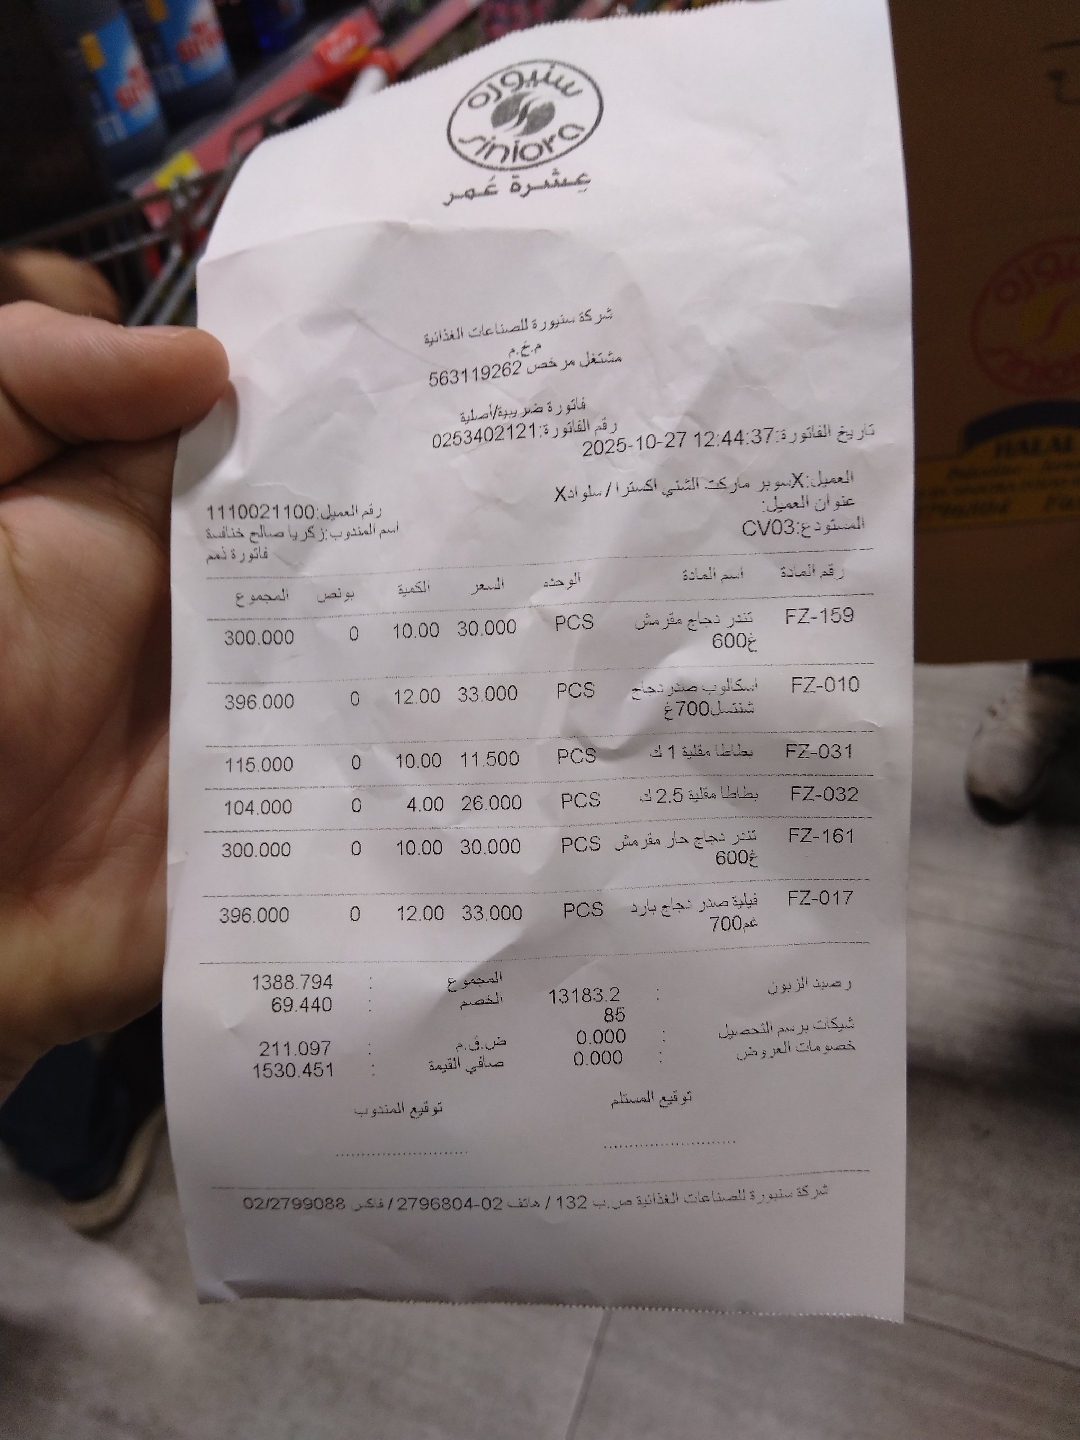 سنيورة
siniora
عِشرة عُمر
شركة سنيورة للصناعات الغذائية
م.خ.م
مشتغل مرخص 563119262
فاتورة ضريبية/أصلية
رقم الفاتورة:0253402121
تاريخ الفاتورة:2025-10-27 12:44:37
العميل:Xسوبر ماركت الشني اكسترا / سلوادX
عنوان العميل:
رقم العميل:1110021100
المستودع:CV03
اسم المندوب:زكريا صالح خنافسة
فاتورة ذمم
رقم المادة اسم المادة الوحده السعر الكمية بونص المجموع
FZ-159 تندر دجاج مقرمش PCS 30.000 10.00 0 300.000
600غ
FZ-010 اسكالوب صدر دجاج PCS 33.000 12.00 0 396.000
شنتسل700غ
FZ-031 بطاطا مقلية 1 ك PCS 11.500 10.00 0 115.000
FZ-032 بطاطا مقلية 2.5 ك PCS 26.000 4.00 0 104.000
FZ-161 تندر دجاج حار مقرمش PCS 30.000 10.00 0 300.000
600غ
FZ-017 فيلية صدر دجاج بارد PCS 33.000 12.00 0 396.000
700غم
رصيد الزبون : 13183.2 المجموع : 1388.794
85 الخصم : 69.440
شيكات برسم التحصيل : 0.000 ض.ق.م : 211.097
خصومات العروض : 0.000 صافي القيمة : 1530.451
توقيع المستلم توقيع المندوب
شركة سنيورة للصناعات الغذائية ص.ب 132 / هاتف 02-2796804 / فاكس 02/2799088
HALAL